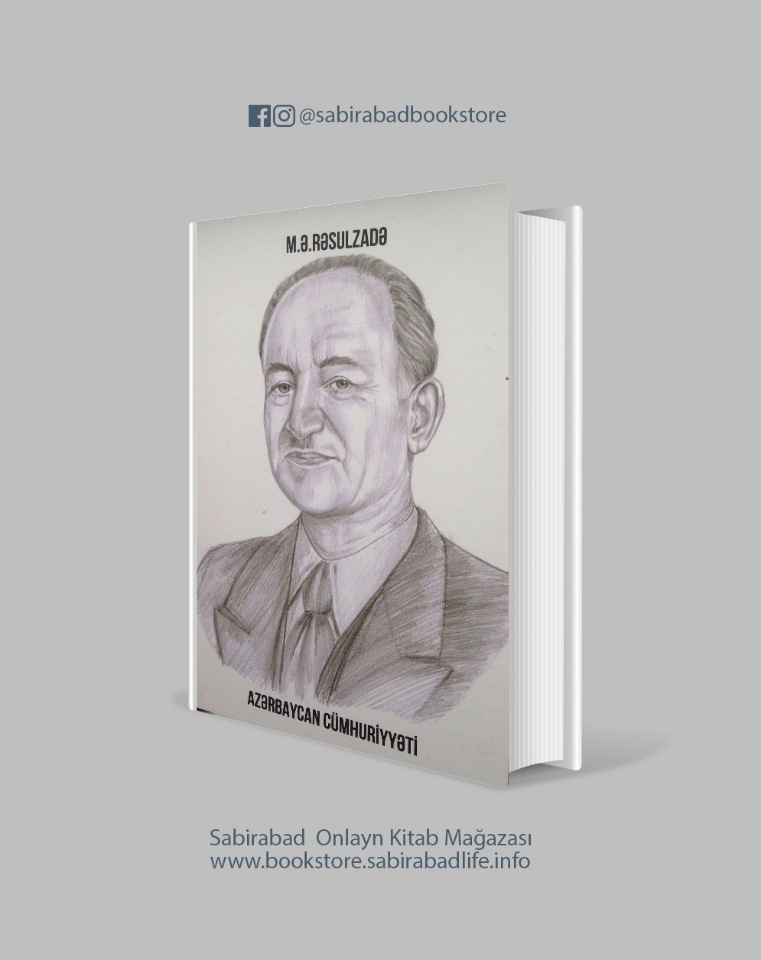 @sabirabadbookstore
M.Ə.RƏSULZADƏ
AZƏRBAYCAN CÜMHURİYYƏTİ
Sabirabad Onlayn Kitab Mağazası
www.bookstore.sabirabadlife.info